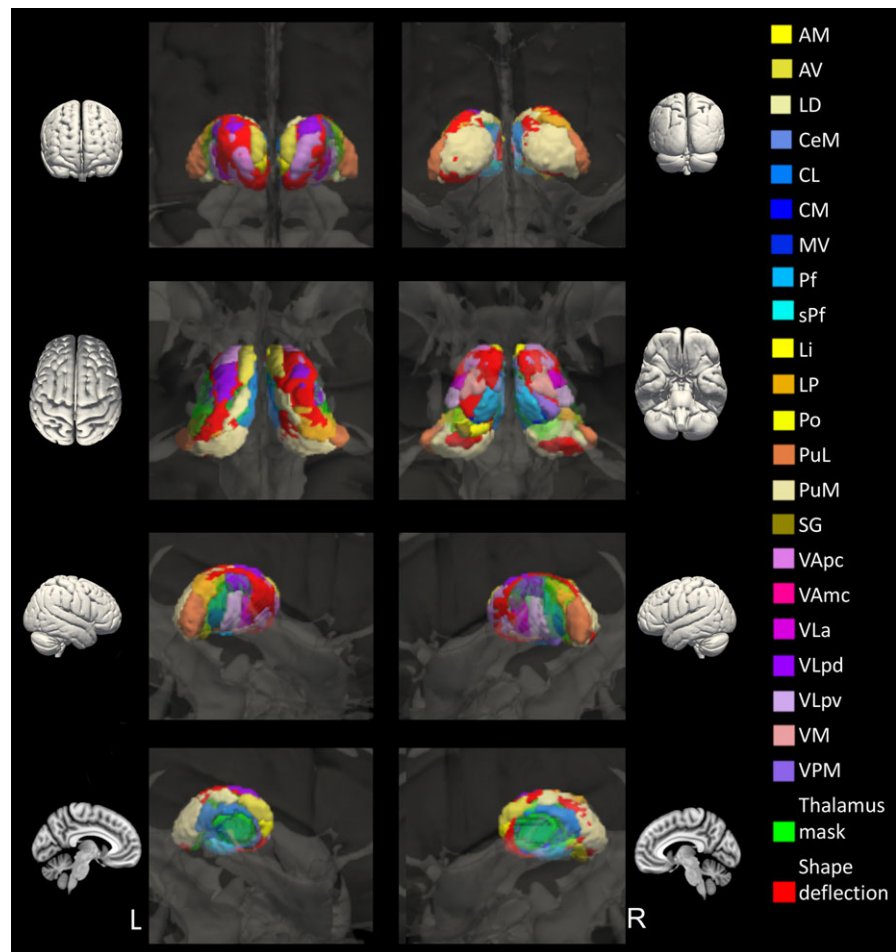 AM
AV
LD
CeM
CL
CM
MV
Pf
sPf
Li
LP
Po
PuL
PuM
SG
VApc
VAmc
VLa
VLpd
VLpv
VM
VPM
Thalamus
mask
Shape
deflection
L
R